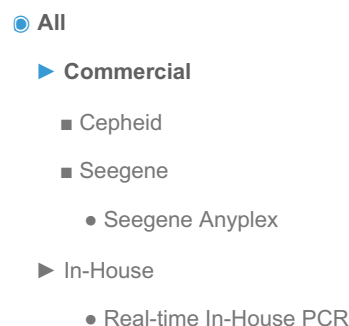 ◉ All
► Commercial
■ Cepheid
■ Seegene
● Seegene Anyplex
► In-House
● Real-time In-House PCR